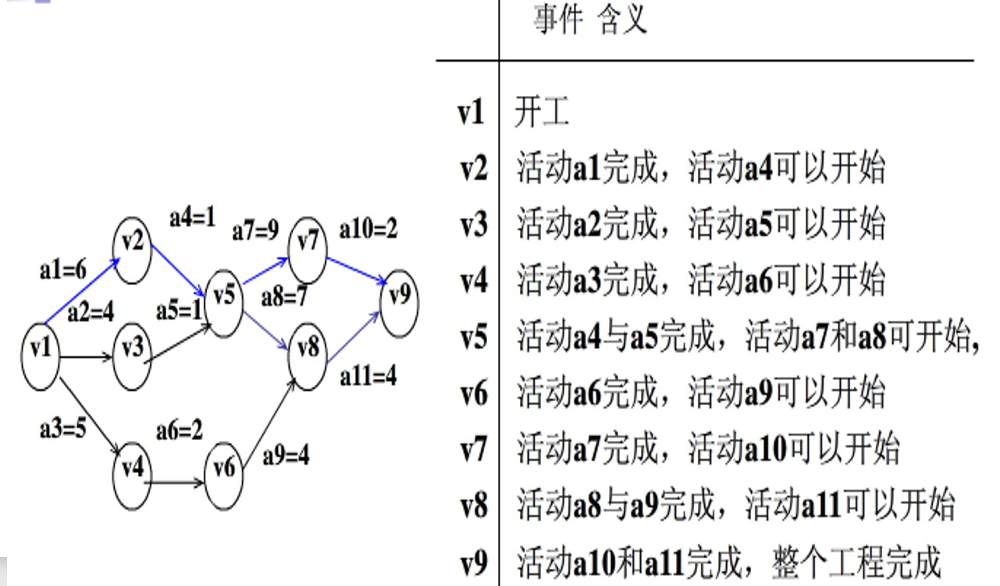 事件 含义
v1 开工
v2 活动a1完成，活动a4可以开始
v3 活动a2完成，活动a5可以开始
v4 活动a3完成，活动a6可以开始
v5 活动a4与a5完成，活动a7和a8可开始,
v6 活动a6完成，活动a9可以开始
v7 活动a7完成，活动a10可以开始
v8 活动a8与a9完成，活动a11可以开始
v9 活动a10和a11完成，整个工程完成
a4=1
a7=9
a10=2
v2
v7
a1=6
a8=7
v5
v9
a2=4
a5=1
v1
v3
v8
a11=4
a3=5
a6=2
a9=4
v4
v6